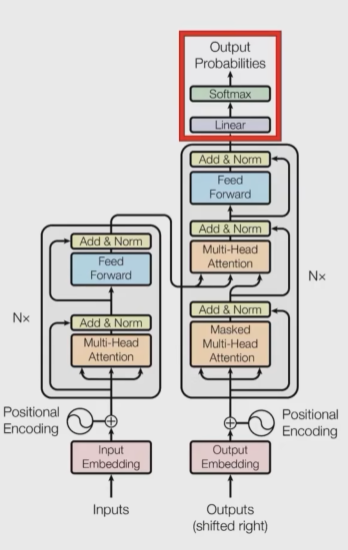 Output
Probabilities
Softmax
Linear
Add & Norm
Feed
Forward
Add & Norm
Multi-Head
Attention
Add & Norm
Masked
Multi-Head
Attention
Nx
Add & Norm
Feed
Forward
Add & Norm
Multi-Head
Attention
Nx
Positional
Encoding
Positional
Encoding
Input
Embedding
Output
Embedding
Inputs
Outputs
(shifted right)